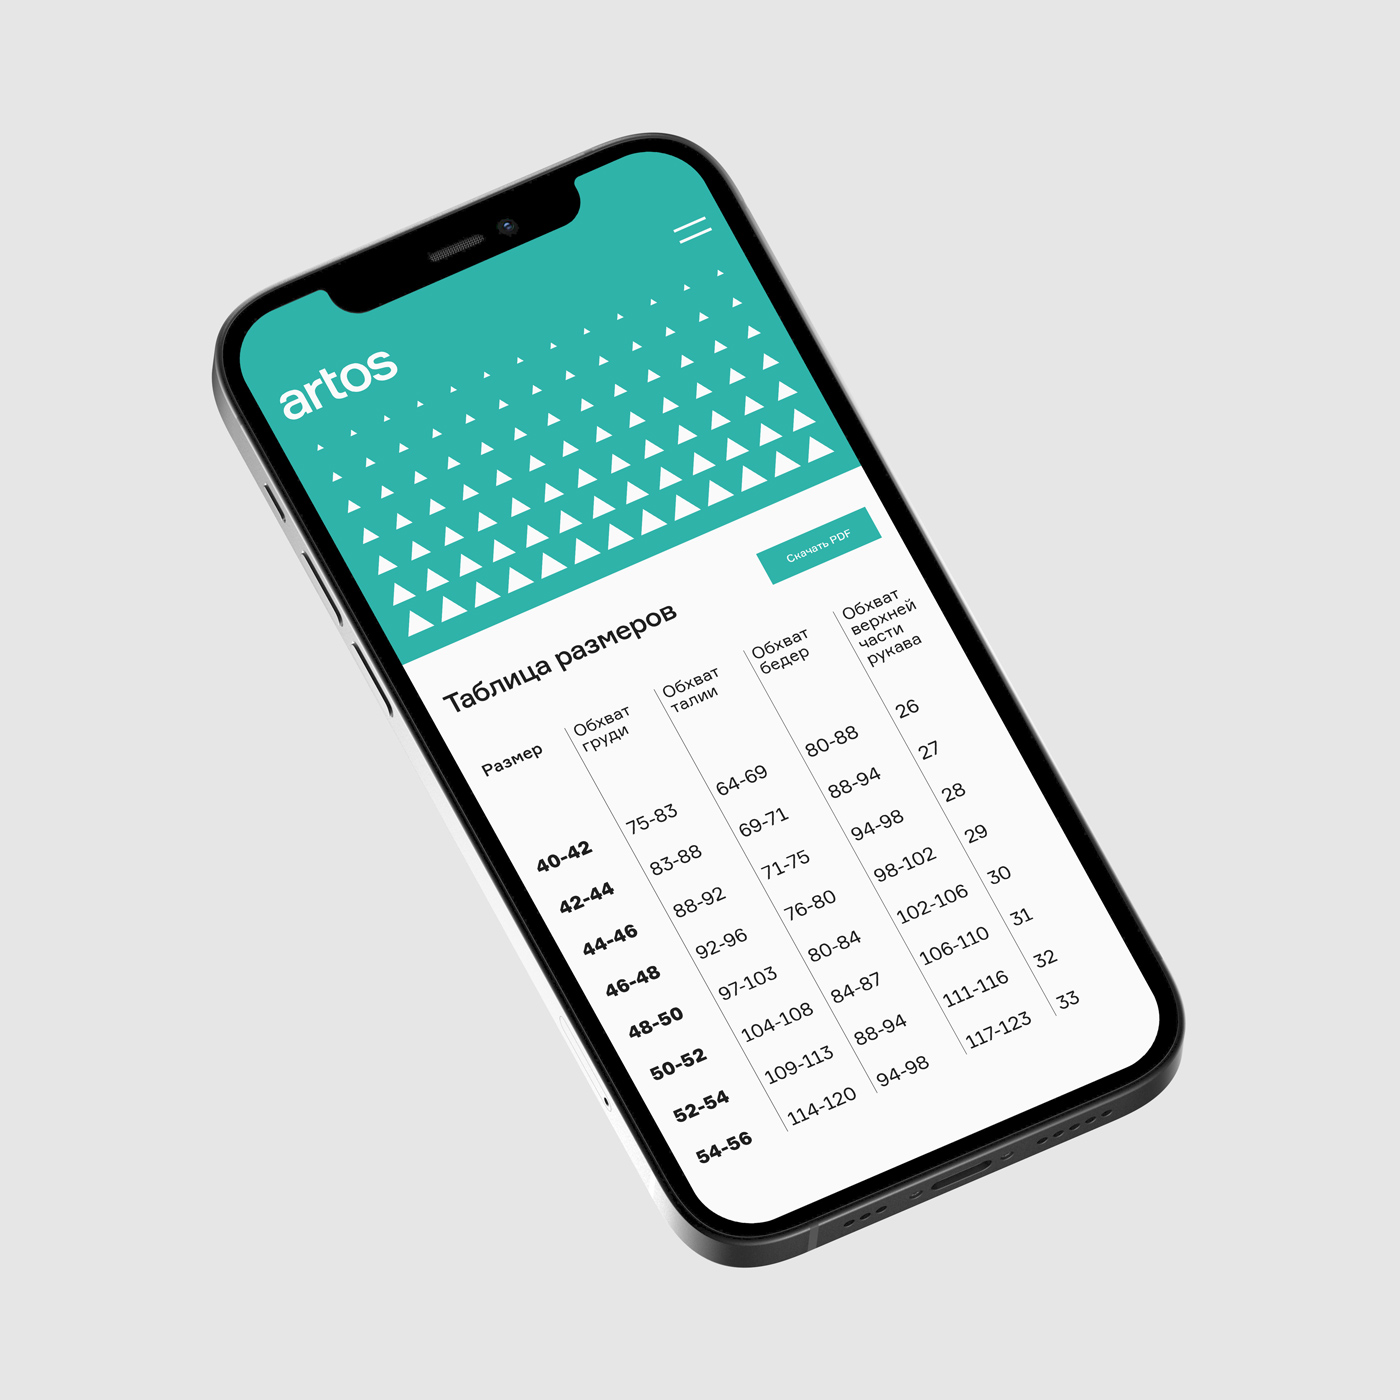 artos
Скачать PDF
Таблица размеров
Размер
Обхват
груди
Обхват
талии
Обхват
бедер
Обхват
верхней
части
рукава
40-42 75-83 64-69 80-88 26
42-44 83-88 69-71 88-94 27
44-46 88-92 71-75 94-98 28
46-48 92-96 76-80 98-102 29
48-50 97-103 80-84 102-106 30
50-52 104-108 84-87 106-110 31
52-54 109-113 88-94 111-116 32
54-56 114-120 94-98 117-123 33